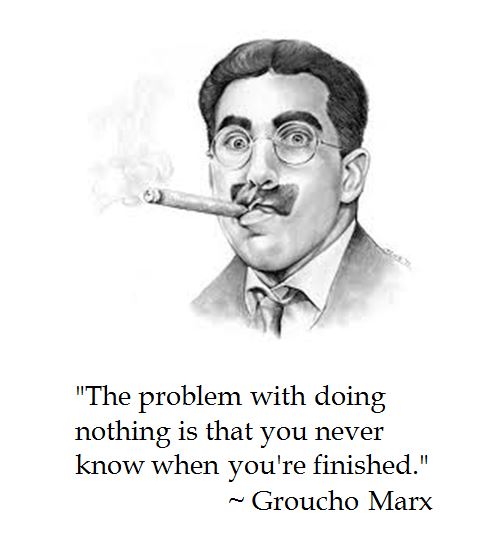 "The problem with doing
nothing is that you never
know when you're finished."
~ Groucho Marx